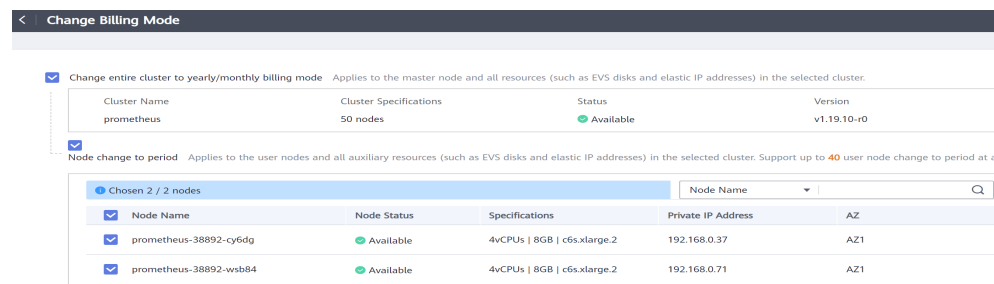 < Change Billing Mode
Change entire cluster to yearly/monthly billing mode Applies to the master node and all resources (such as EVS disks and elastic IP addresses) in the selected cluster.
Cluster Name Cluster Specifications Status Version
prometheus 50 nodes Available v1.19.10-r0
Node change to period Applies to the user nodes and all auxiliary resources (such as EVS disks and elastic IP addresses) in the selected cluster. Support up to 40 user node change to period at a
Chosen 2 / 2 nodes Node Name
Node Name Node Status Specifications Private IP Address AZ
prometheus-38892-cy6dg Available 4vCPUs | 8GB | c6s.xlarge.2 192.168.0.37 AZ1
prometheus-38892-wsb84 Available 4vCPUs | 8GB | c6s.xlarge.2 192.168.0.71 AZ1